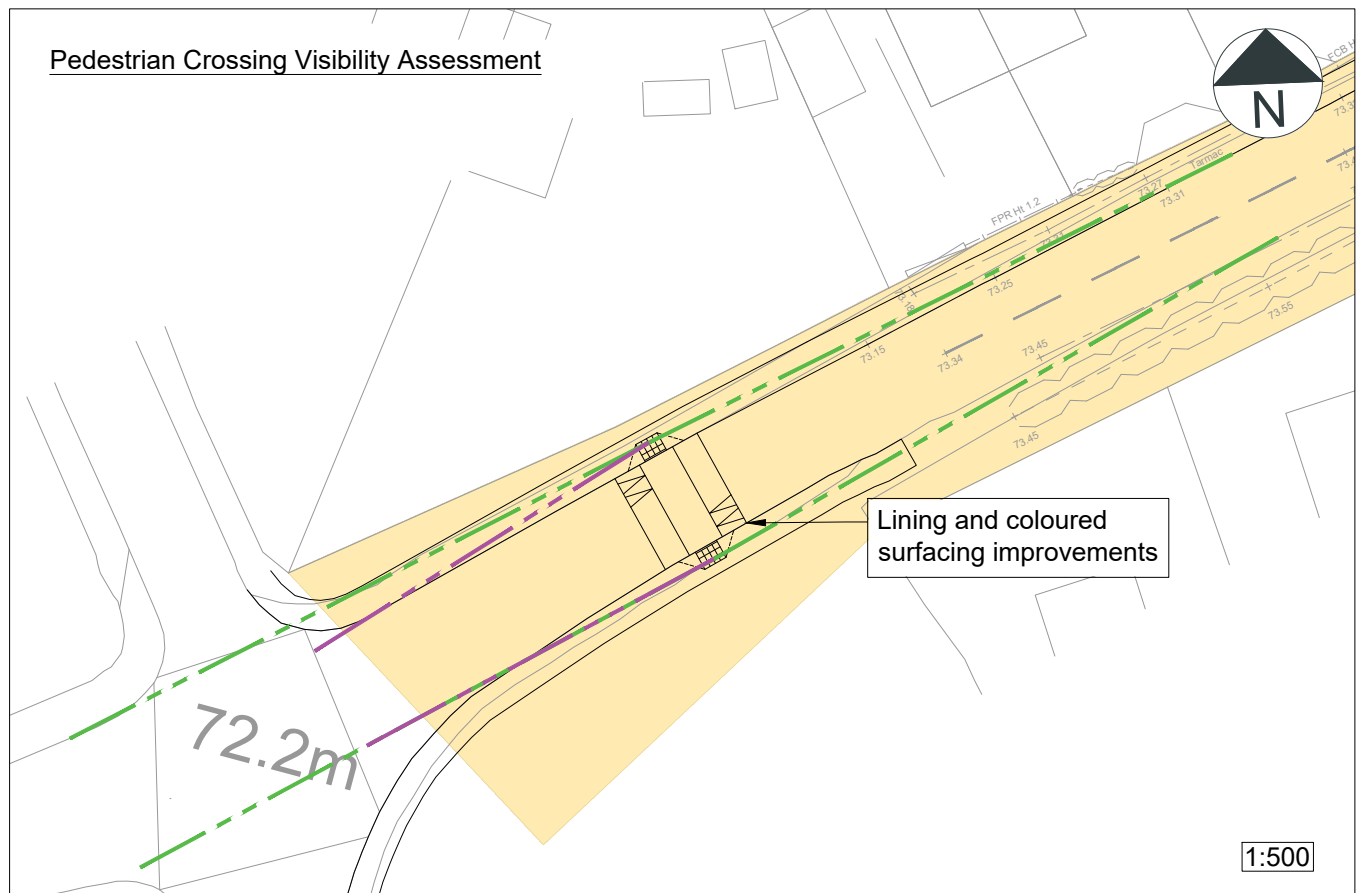 Pedestrian Crossing Visibility Assessment
N
FCB H
Tarmac
73.27
73.31
FPR Ht 1.2
73.25
73.15
73.34
73.45
73.55
73.45
Lining and coloured
surfacing improvements
72.2m
1:500